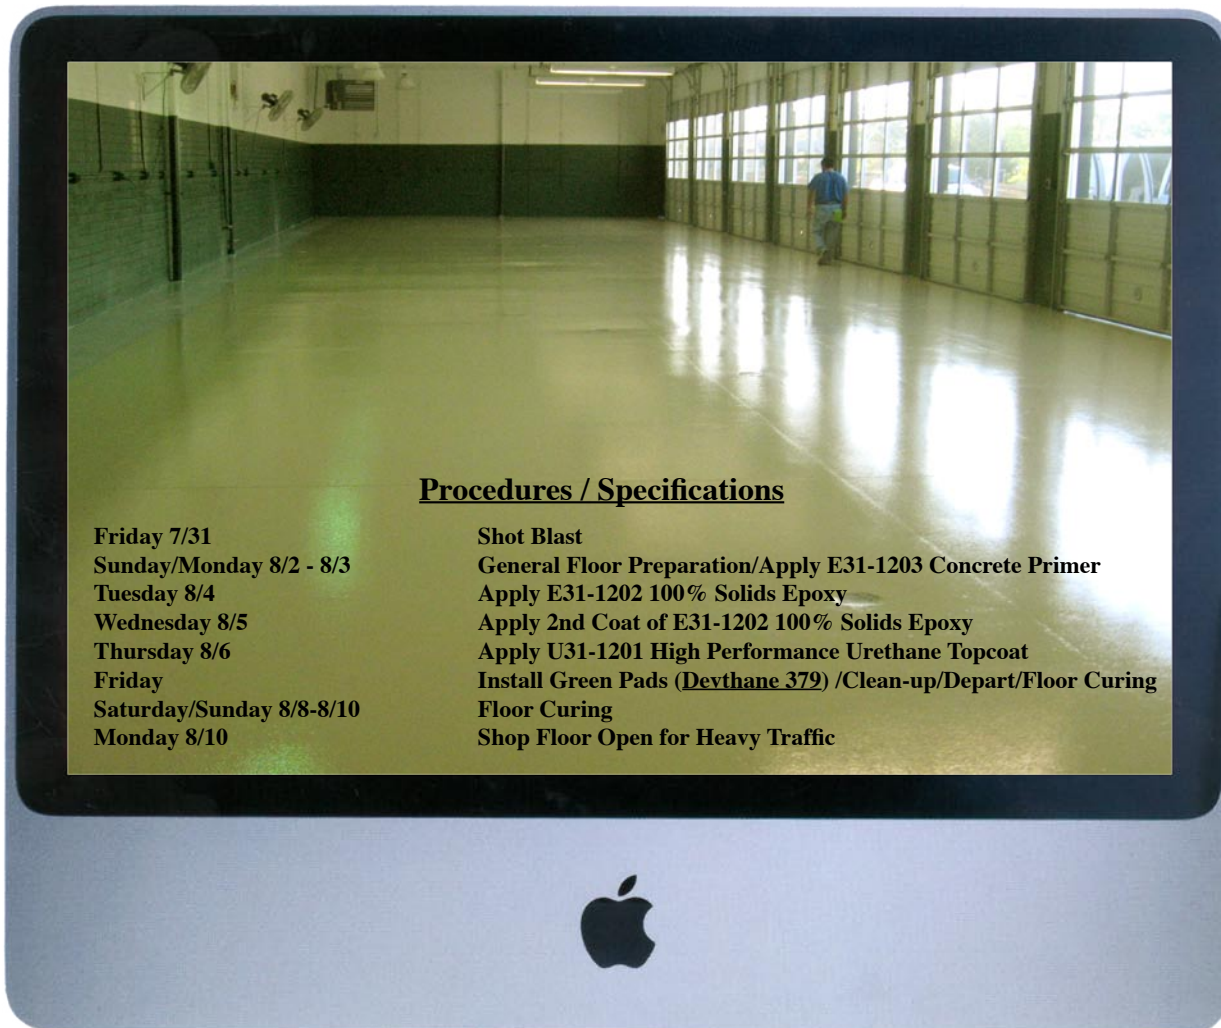 Procedures / Specifications
Friday 7/31 Shot Blast
Sunday/Monday 8/2 - 8/3 General Floor Preparation/Apply E31-1203 Concrete Primer
Tuesday 8/4 Apply E31-1202 100% Solids Epoxy
Wednesday 8/5 Apply 2nd Coat of E31-1202 100% Solids Epoxy
Thursday 8/6 Apply U31-1201 High Performance Urethane Topcoat
Friday Install Green Pads (Devthane 379) /Clean-up/Depart/Floor Curing
Saturday/Sunday 8/8-8/10 Floor Curing
Monday 8/10 Shop Floor Open for Heavy Traffic